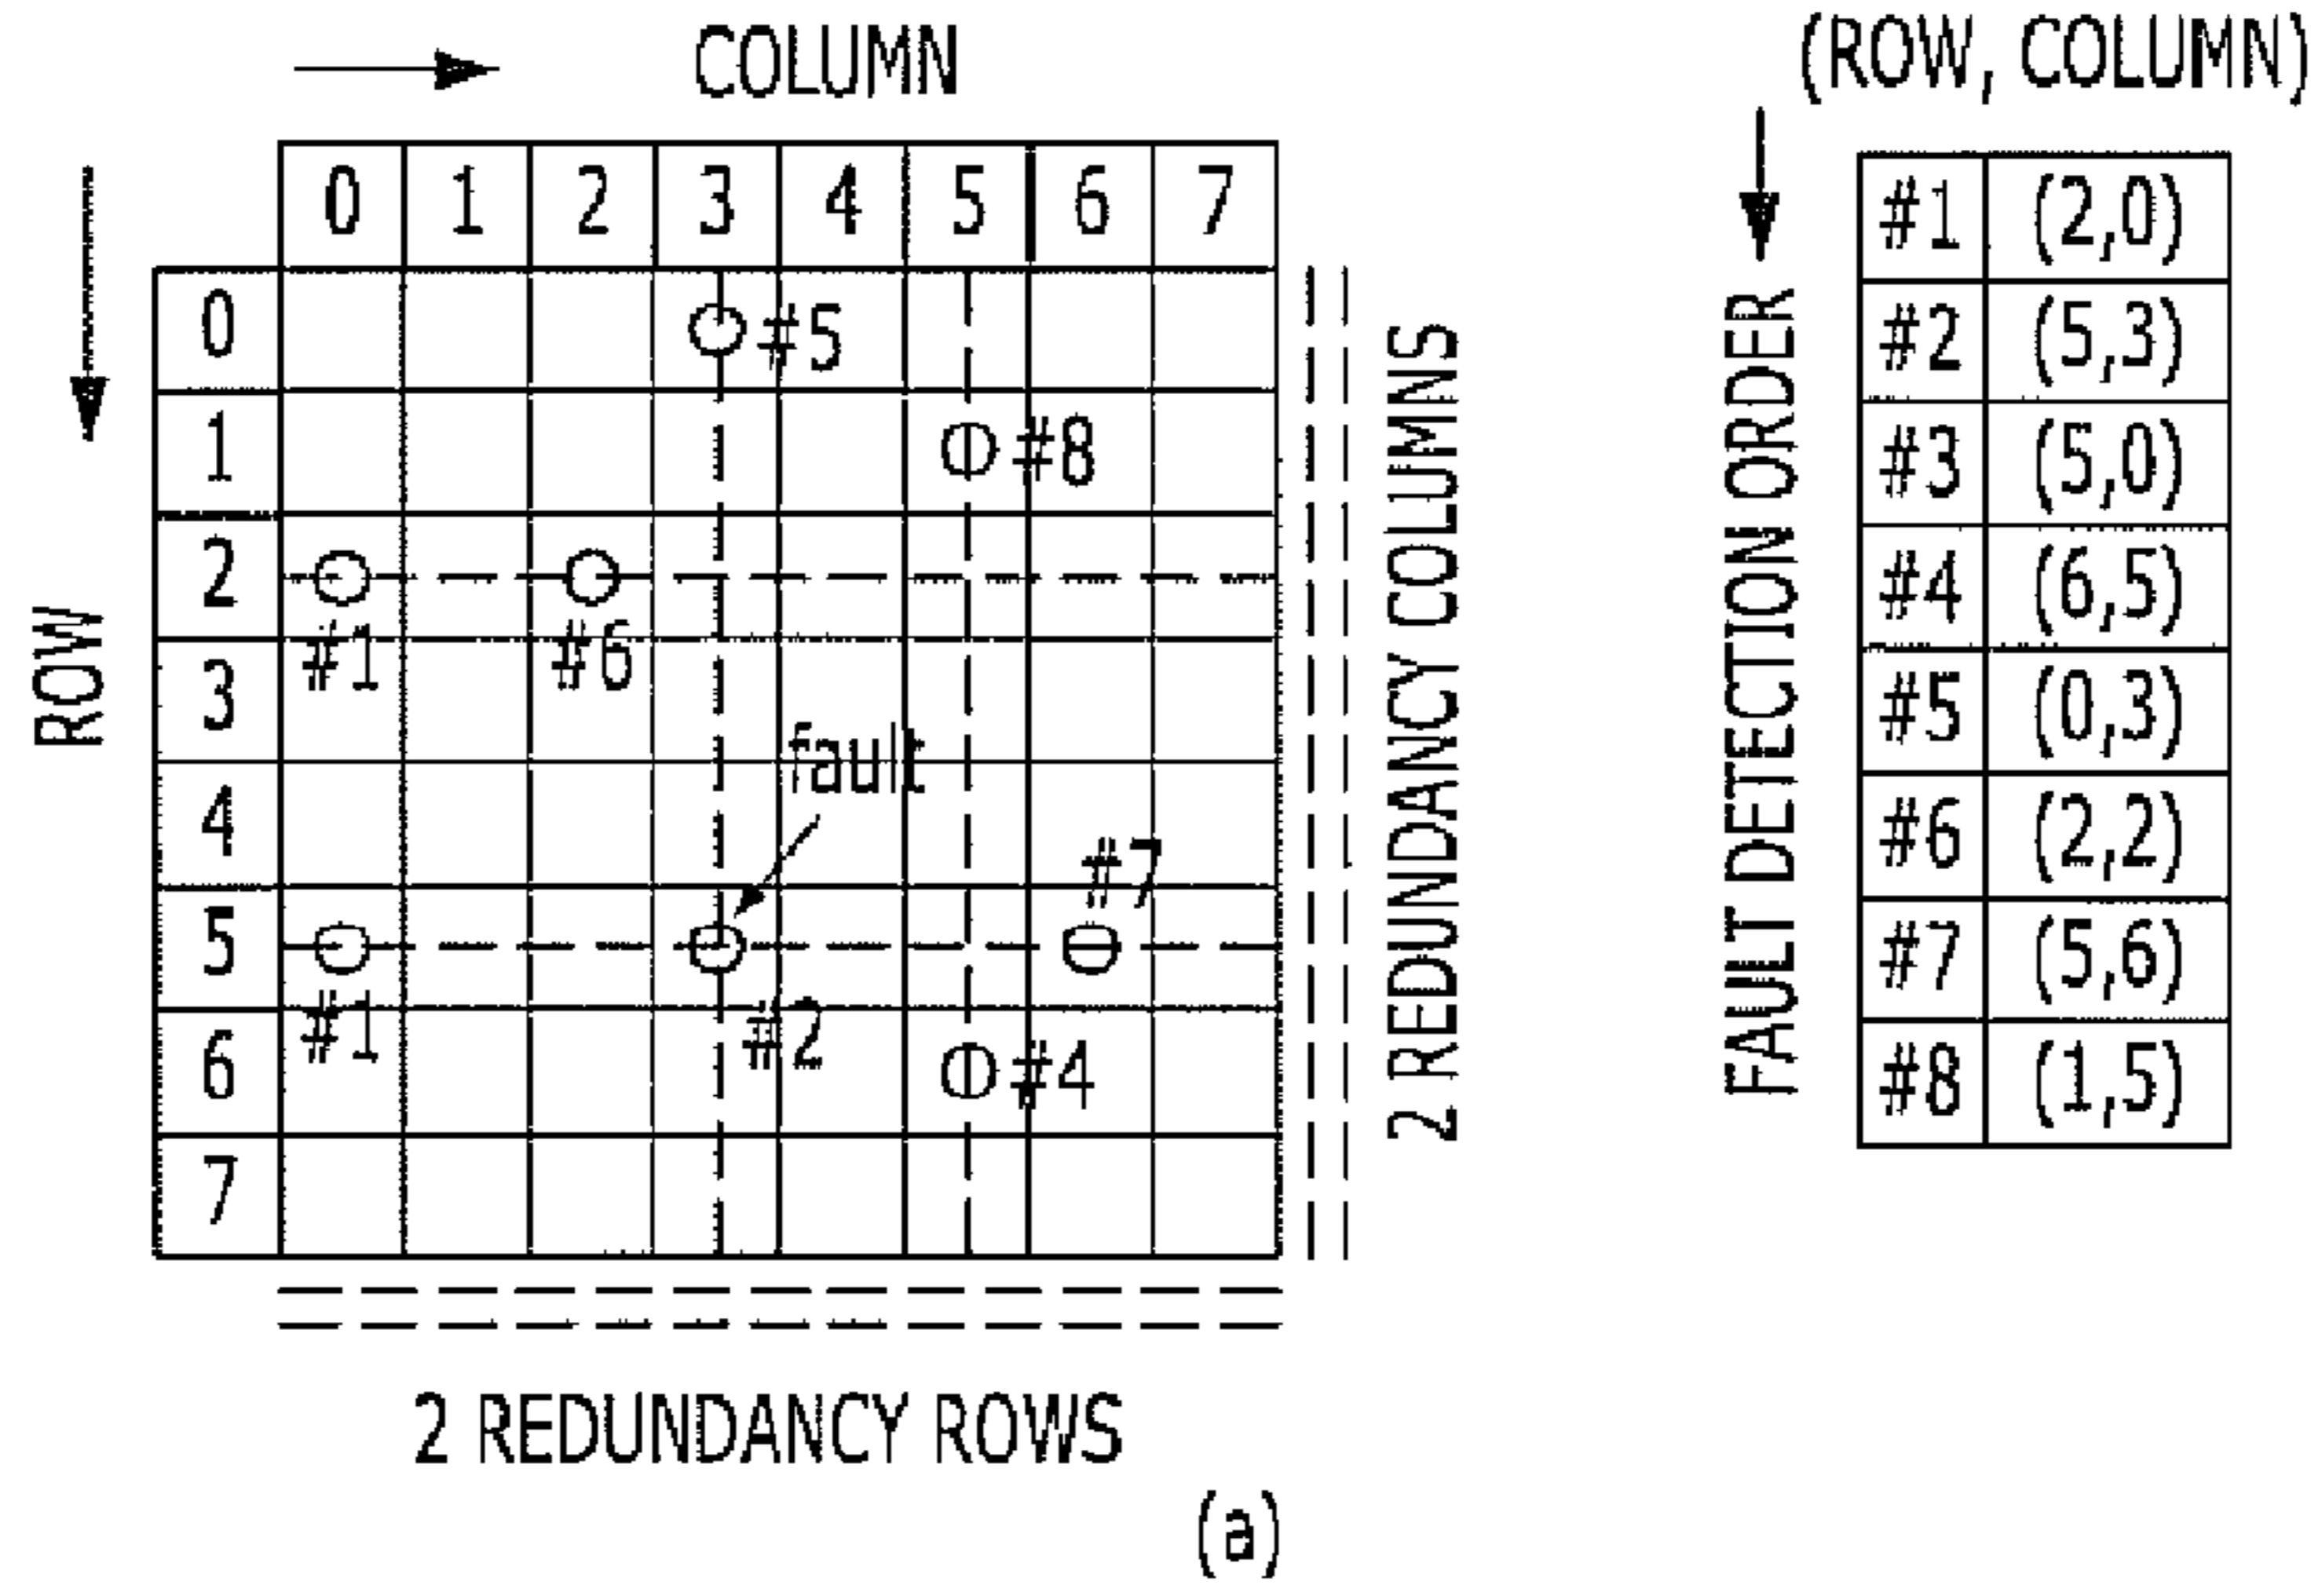 COLUMN
0 1 2 3 4 5 6 7
ROW
0 #5
1 #8
2
#1 #6
3
fault
4
#7
5
#1 #2
6 #4
7
2 REDUNDANCY COLUMNS
2 REDUNDANCY ROWS
(ROW, COLUMN)
FAULT DETECTION ORDER
#1 (2,0)
#2 (5,3)
#3 (5,0)
#4 (6,5)
#5 (0,3)
#6 (2,2)
#7 (5,6)
#8 (1,5)
(a)